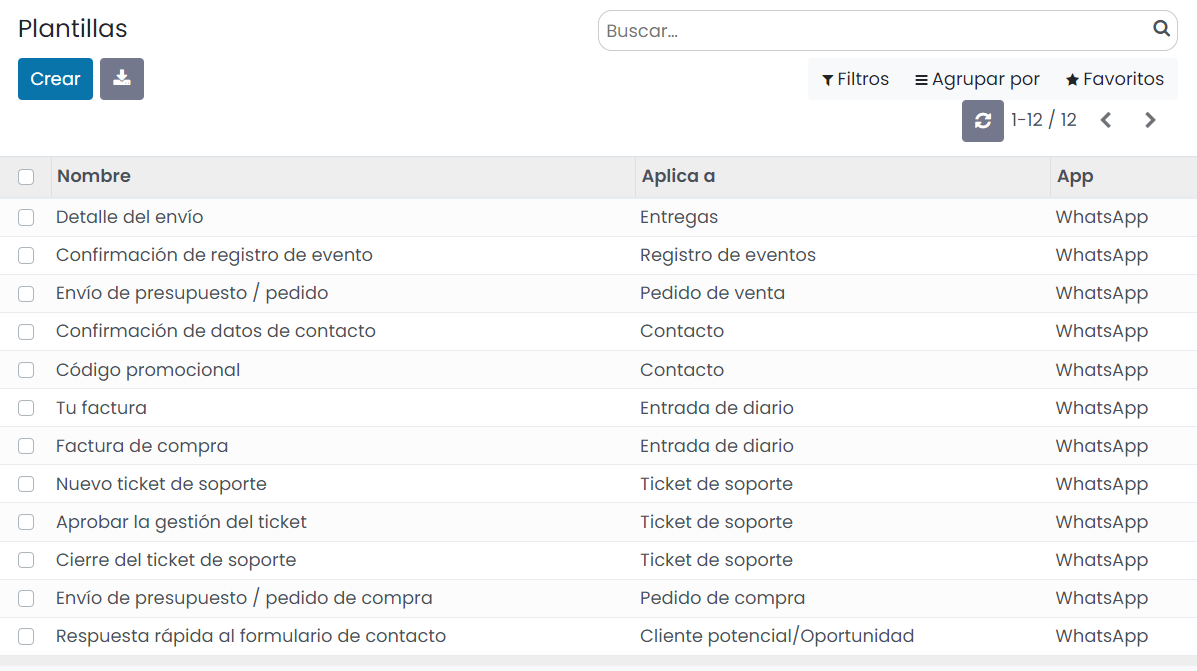 Plantillas
Buscar...
Crear
Filtros Agrupar por Favoritos
1-12 / 12
Nombre Aplica a App
Detalle del envío Entregas WhatsApp
Confirmación de registro de evento Registro de eventos WhatsApp
Envío de presupuesto / pedido Pedido de venta WhatsApp
Confirmación de datos de contacto Contacto WhatsApp
Código promocional Contacto WhatsApp
Tu factura Entrada de diario WhatsApp
Factura de compra Entrada de diario WhatsApp
Nuevo ticket de soporte Ticket de soporte WhatsApp
Aprobar la gestión del ticket Ticket de soporte WhatsApp
Cierre del ticket de soporte Ticket de soporte WhatsApp
Envío de presupuesto / pedido de compra Pedido de compra WhatsApp
Respuesta rápida al formulario de contacto Cliente potencial/Oportunidad WhatsApp